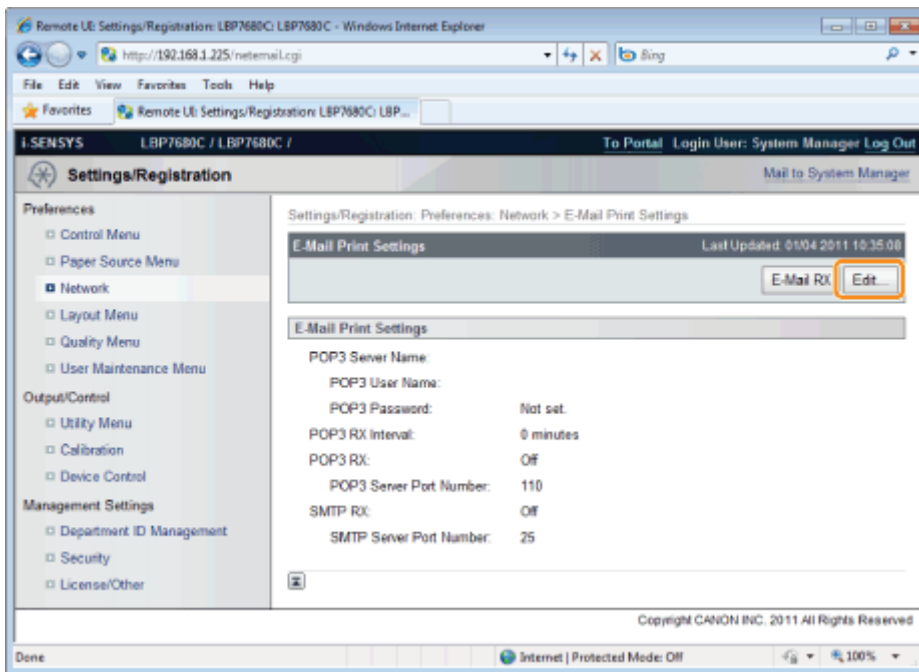 Remote UI: Settings/Registration: LBP7680C: LBP7680C - Windows Internet Explorer
http://192.168.1.225/netemail.cgi
Bing
File Edit View Favorites Tools Help
Favorites
Remote UI: Settings/Registration: LBP7680C: LBP...
i-SENSYS LBP7680C / LBP7680C / To Portal Login User: System Manager Log Out
Settings/Registration Mail to System Manager
Preferences
Control Menu
Paper Source Menu
Network
Layout Menu
Quality Menu
User Maintenance Menu
Output/Control
Utility Menu
Calibration
Device Control
Management Settings
Department ID Management
Security
License/Other
Settings/Registration: Preferences: Network > E-Mail Print Settings
E-Mail Print Settings Last Updated: 01/04 2011 10:35:08
E-Mail RX Edit...
E-Mail Print Settings
POP3 Server Name:
POP3 User Name:
POP3 Password: Not set.
POP3 RX Interval: 0 minutes
POP3 RX: Off
POP3 Server Port Number: 110
SMTP RX: Off
SMTP Server Port Number: 25
Copyright CANON INC. 2011 All Rights Reserved
Done Internet | Protected Mode: Off 100%